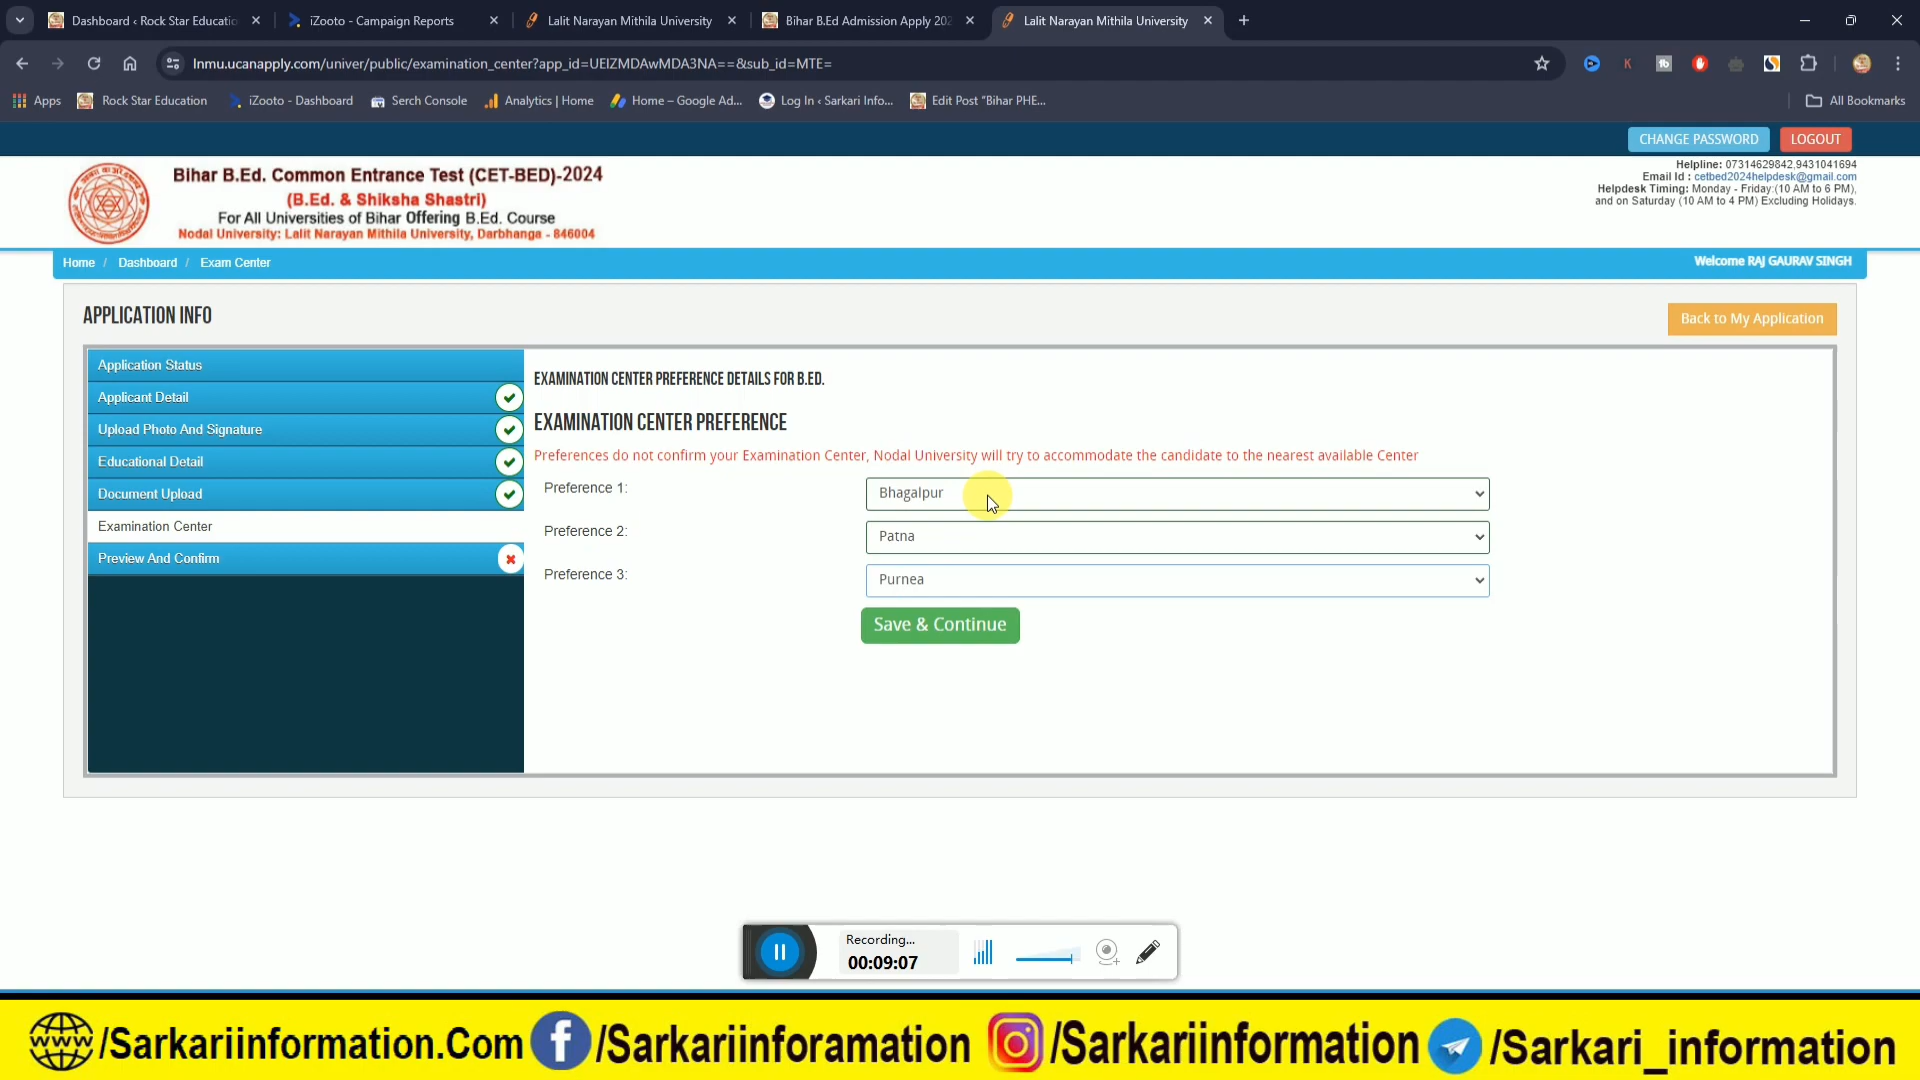 Dashboard ‹ Rock Star Educatio
iZooto - Campaign Reports
Lalit Narayan Mithila University
Bihar B.Ed Admission Apply 202
Lalit Narayan Mithila University
lnmu.ucanapply.com/univer/public/examination_center?app_id=UEIZMDAwMDA3NA==&sub_id=MTE=
Apps
Rock Star Education
iZooto - Dashboard
Serch Console
Analytics | Home
Home – Google Ad...
Log In ‹ Sarkari Info...
Edit Post "Bihar PHE...
All Bookmarks
CHANGE PASSWORD
LOGOUT
Bihar B.Ed. Common Entrance Test (CET-BED)-2024
(B.Ed. & Shiksha Shastri)
For All Universities of Bihar Offering B.Ed. Course
Nodal University: Lalit Narayan Mithila University, Darbhanga - 846004
Helpline: 07314629842,9431041694
Email Id : cetbed2024helpdesk@gmail.com
Helpdesk Timing: Monday - Friday:(10 AM to 6 PM),
and on Saturday (10 AM to 4 PM) Excluding Holidays.
Home / Dashboard / Exam Center
Welcome RAJ GAURAV SINGH
APPLICATION INFO
Back to My Application
Application Status
Applicant Detail
Upload Photo And Signature
Educational Detail
Document Upload
Examination Center
Preview And Confirm
EXAMINATION CENTER PREFERENCE DETAILS FOR B.ED.
EXAMINATION CENTER PREFERENCE
Preferences do not confirm your Examination Center, Nodal University will try to accommodate the candidate to the nearest available Center
Preference 1:
Bhagalpur
Preference 2:
Patna
Preference 3:
Purnea
Save & Continue
Recording...
00:09:07
www /Sarkariinformation.Com
/Sarkariinforamation
/Sarkariinformation
/Sarkari_information